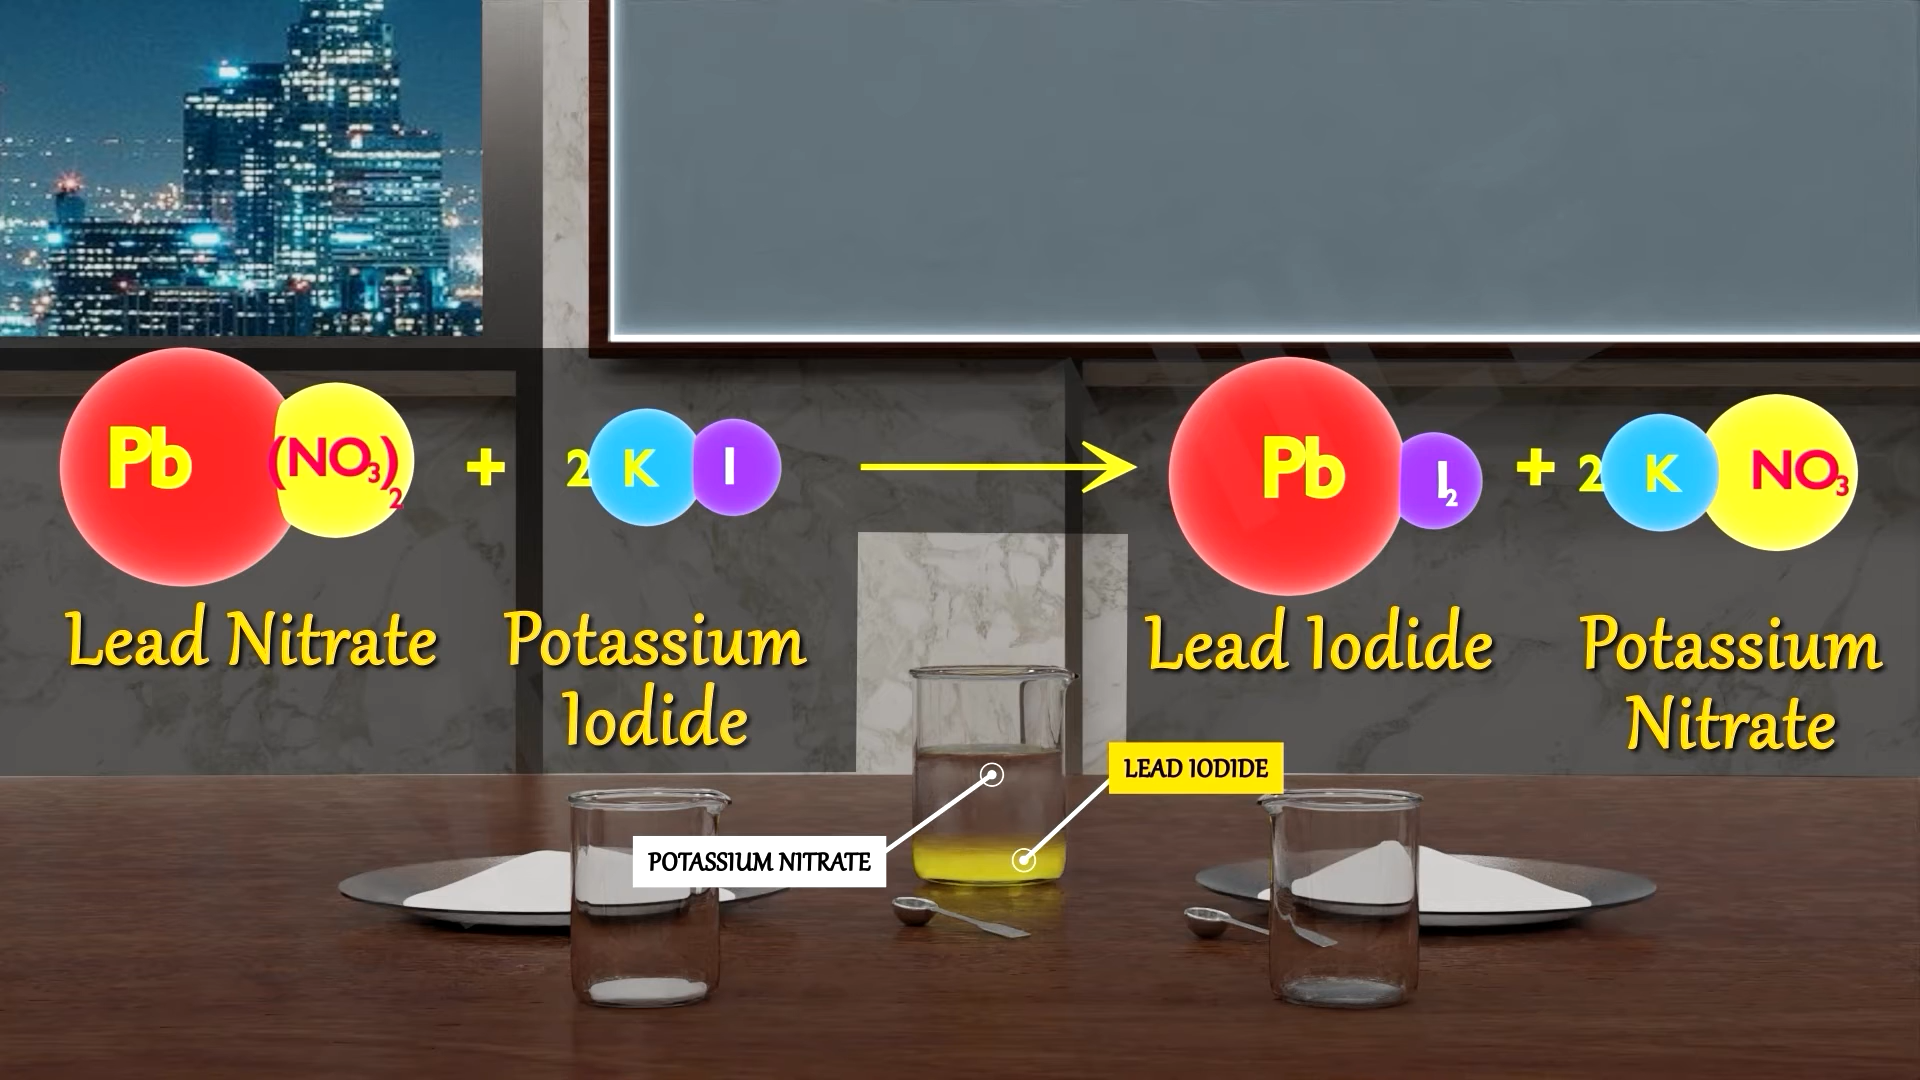 Pb (NO₃)₂ + 2 K I → Pb I₂ + 2 K NO₃
Lead Nitrate
Potassium
Iodide
Lead Iodide
Potassium
Nitrate
LEAD IODIDE
POTASSIUM NITRATE